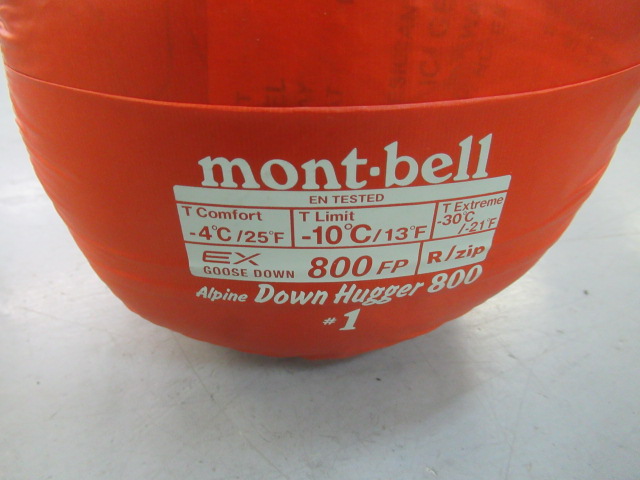 mont·bell
EN TESTED
T Comfort
-4℃/25°F
T Limit
-10℃/13°F
T Extreme
-30℃
/-21°F
EX
GOOSE DOWN
800 FP
R/zip
Alpine Down Hugger 800
#1